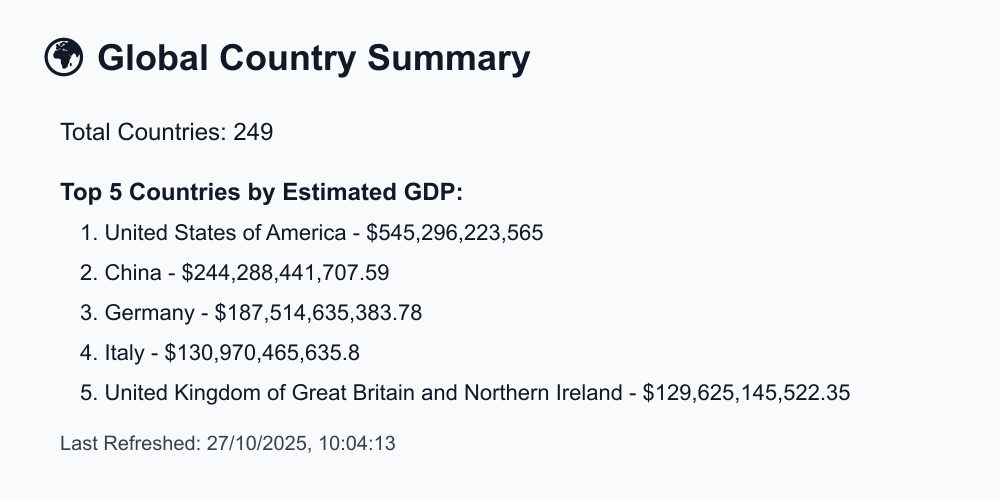 Global Country Summary
Total Countries: 249
Top 5 Countries by Estimated GDP:
1. United States of America - $545,296,223,565
2. China - $244,288,441,707.59
3. Germany - $187,514,635,383.78
4. Italy - $130,970,465,635.8
5. United Kingdom of Great Britain and Northern Ireland - $129,625,145,522.35
Last Refreshed: 27/10/2025, 10:04:13